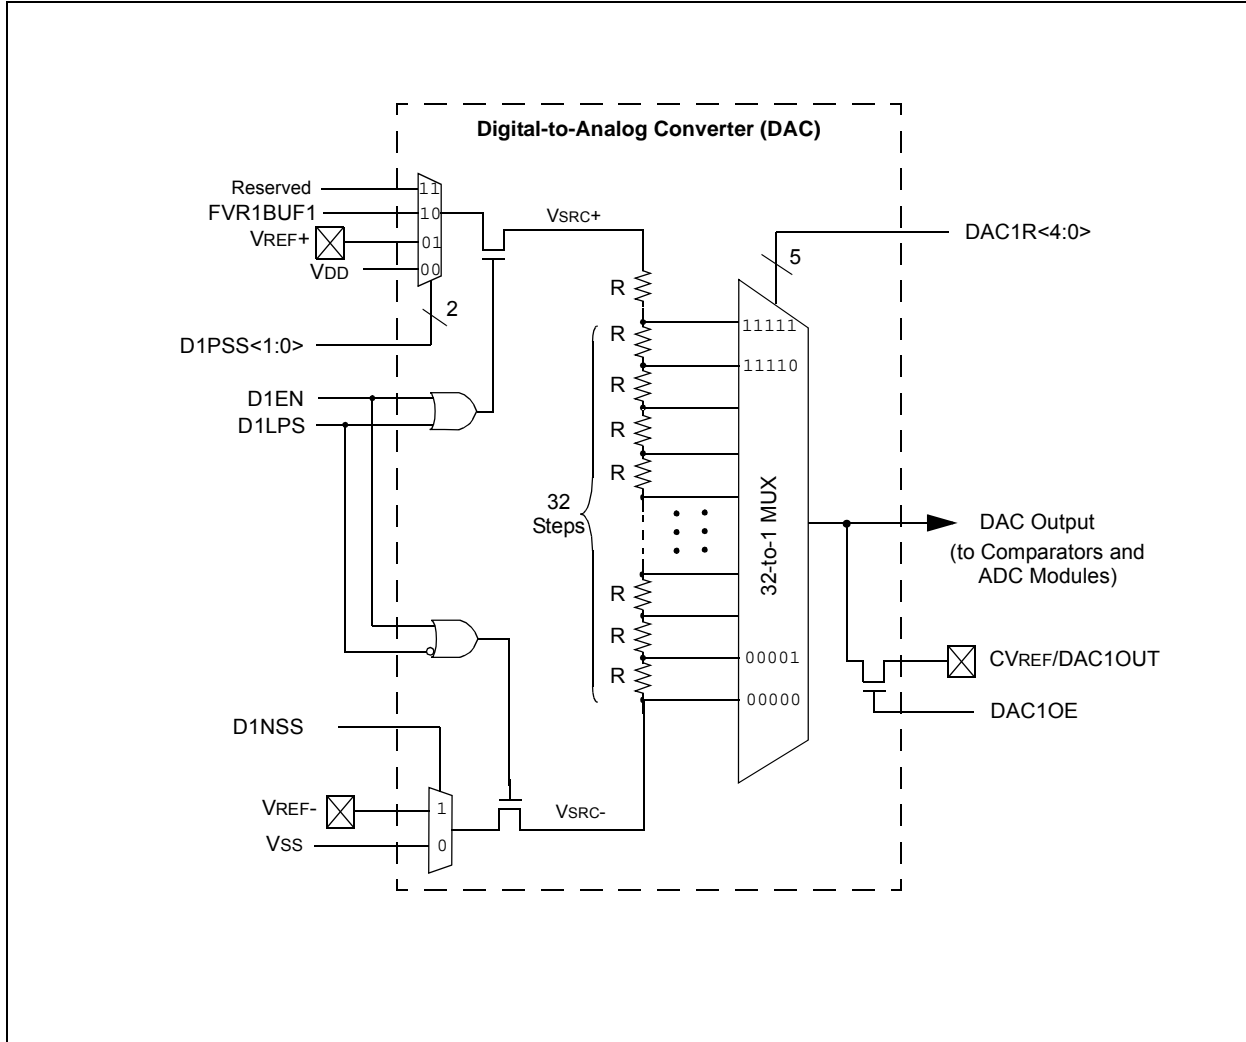 Digital-to-Analog Converter (DAC)
Reserved
11
FVR1BUF1
10
VSRC+
VREF+
01
DAC1R<4:0>
VDD
00
5
R
2
11111
R
D1PSS<1:0>
11110
R
D1EN
D1LPS
R
R
32
Steps
32-to-1 MUX
DAC Output
(to Comparators and
ADC Modules)
R
R
00001
CVREF/DAC1OUT
R
00000
DAC1OE
D1NSS
VREF-
1
VSRC-
VSS
0